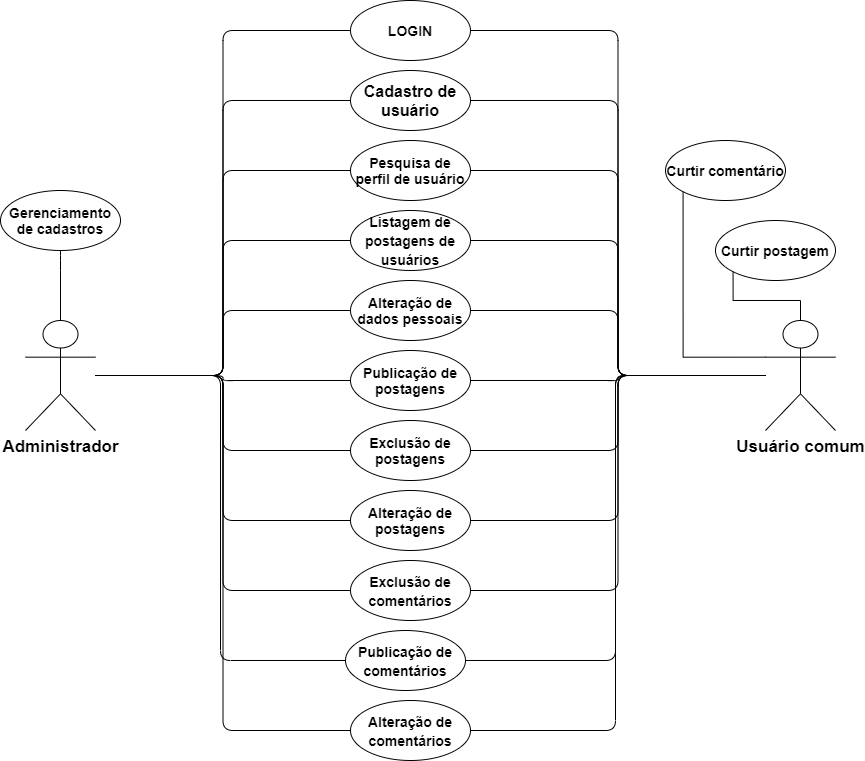 LOGIN
Cadastro de
usuário
Pesquisa de
perfil de usuário
Curtir comentário
Gerenciamento
de cadastros
Listagem de
postagens de
usuários
Curtir postagem
Alteração de
dados pessoais
Publicação de
postagens
Administrador
Exclusão de
postagens
Usuário comum
Alteração de
postagens
Exclusão de
comentários
Publicação de
comentários
Alteração de
comentários